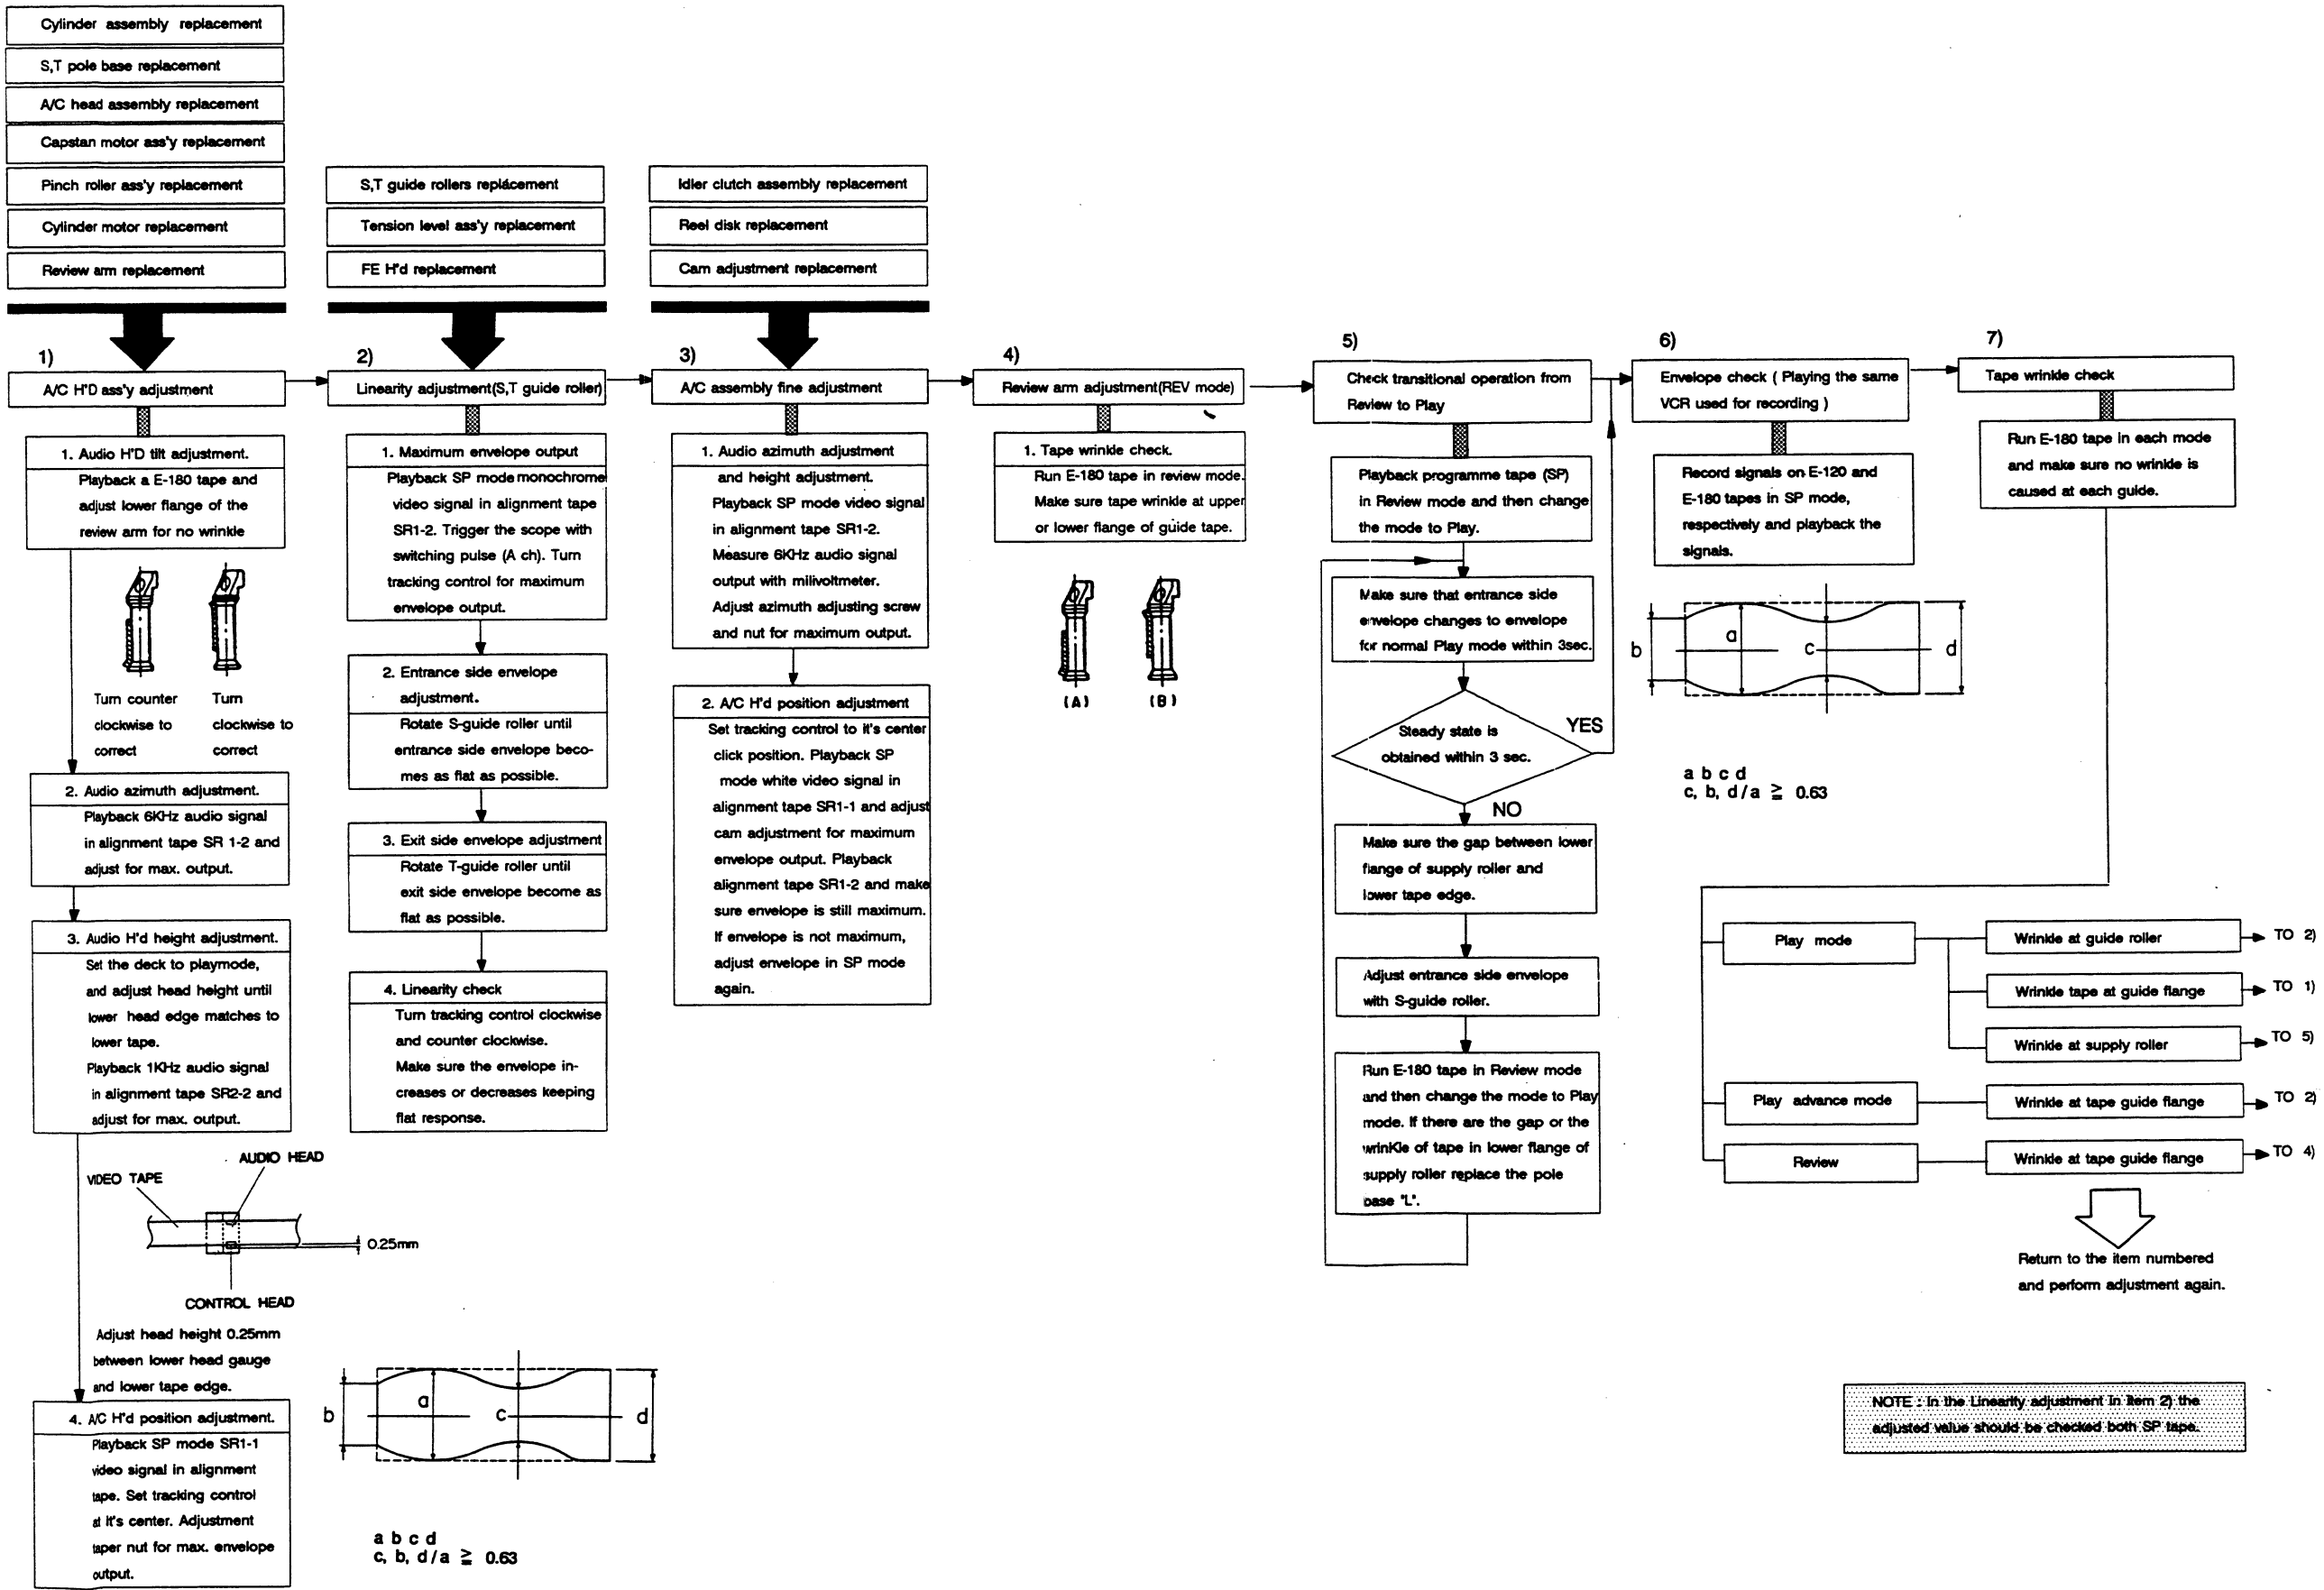 Cylinder assembly replacement
S,T pole base replacement
A/C head assembly replacement
Capstan motor ass'y replacement
Pinch roller ass'y replacement
Cylinder motor replacement
Review arm replacement
1)
A/C H'D ass'y adjustment
1. Audio H'D tilt adjustment.
Playback a E-180 tape and
adjust lower flange of the
review arm for no wrinkle
Turn counter
clockwise to
correct
Turn
clockwise to
correct
2. Audio azimuth adjustment.
Playback 6KHz audio signal
in alignment tape SR 1-2 and
adjust for max. output.
3. Audio H'd height adjustment.
Set the deck to playmode,
and adjust head height until
lower head edge matches to
lower tape.
Playback 1KHz audio signal
in alignment tape SR2-2 and
adjust for max. output.
AUDIO HEAD
VIDEO TAPE
0.25mm
CONTROL HEAD
Adjust head height 0.25mm
between lower head gauge
and lower tape edge.
4. A/C H'd position adjustment.
Playback SP mode SR1-1
video signal in alignment
tape. Set tracking control
at it's center. Adjustment
taper nut for max. envelope
output.
S,T guide rollers replacement
Tension level ass'y replacement
FE H'd replacement
2)
Linearity adjustment(S,T guide roller)
1. Maximum envelope output
Playback SP mode monochrome
video signal in alignment tape
SR1-2. Trigger the scope with
switching pulse (A ch). Turn
tracking control for maximum
envelope output.
2. Entrance side envelope
adjustment.
Rotate S-guide roller until
entrance side envelope beco-
mes as flat as possible.
3. Exit side envelope adjustment
Rotate T-guide roller until
exit side envelope become as
flat as possible.
4. Linearity check
Turn tracking control clockwise
and counter clockwise.
Make sure the envelope in-
creases or decreases keeping
flat response.
b
a
c
d
a b c d
c, b, d/a ≧ 0.63
Idler clutch assembly replacement
Reel disk replacement
Cam adjustment replacement
3)
A/C assembly fine adjustment
1. Audio azimuth adjustment
and height adjustment.
Playback SP mode video signal
in alignment tape SR1-2.
Measure 6KHz audio signal
output with milivoltmeter.
Adjust azimuth adjusting screw
and nut for maximum output.
2. A/C H'd position adjustment
Set tracking control to it's center
click position. Playback SP
mode white video signal in
alignment tape SR1-1 and adjust
cam adjustment for maximum
envelope output. Playback
alignment tape SR1-2 and make
sure envelope is still maximum.
If envelope is not maximum,
adjust envelope in SP mode
again.
4)
Review arm adjustment(REV mode)
1. Tape wrinkle check.
Run E-180 tape in review mode.
Make sure tape wrinkle at upper
or lower flange of guide tape.
(A)
(B)
5)
Check transitional operation from
Review to Play
Playback programme tape (SP)
in Review mode and then change
the mode to Play.
Make sure that entrance side
envelope changes to envelope
for normal Play mode within 3sec.
Steady state is
obtained within 3 sec.
YES
NO
Make sure the gap between lower
flange of supply roller and
lower tape edge.
Adjust entrance side envelope
with S-guide roller.
Run E-180 tape in Review mode
and then change the mode to Play
mode. If there are the gap or the
wrinKle of tape in lower flange of
supply roller replace the pole
base "L".
6)
Envelope check ( Playing the same
VCR used for recording )
Record signals on E-120 and
E-180 tapes in SP mode,
respectively and playback the
signals.
b
a
c
d
a b c d
c, b, d/a ≧ 0.63
7)
Tape wrinkle check
Run E-180 tape in each mode
and make sure no wrinkle is
caused at each guide.
Play mode
Wrinkle at guide roller
TO 2)
Wrinkle tape at guide flange
TO 1)
Wrinkle at supply roller
TO 5)
Play advance mode
Wrinkle at tape guide flange
TO 2)
Review
Wrinkle at tape guide flange
TO 4)
Return to the item numbered
and perform adjustment again.
NOTE : In the Linearity adjustment in item 2) the
adjusted value should be checked both SP tape.